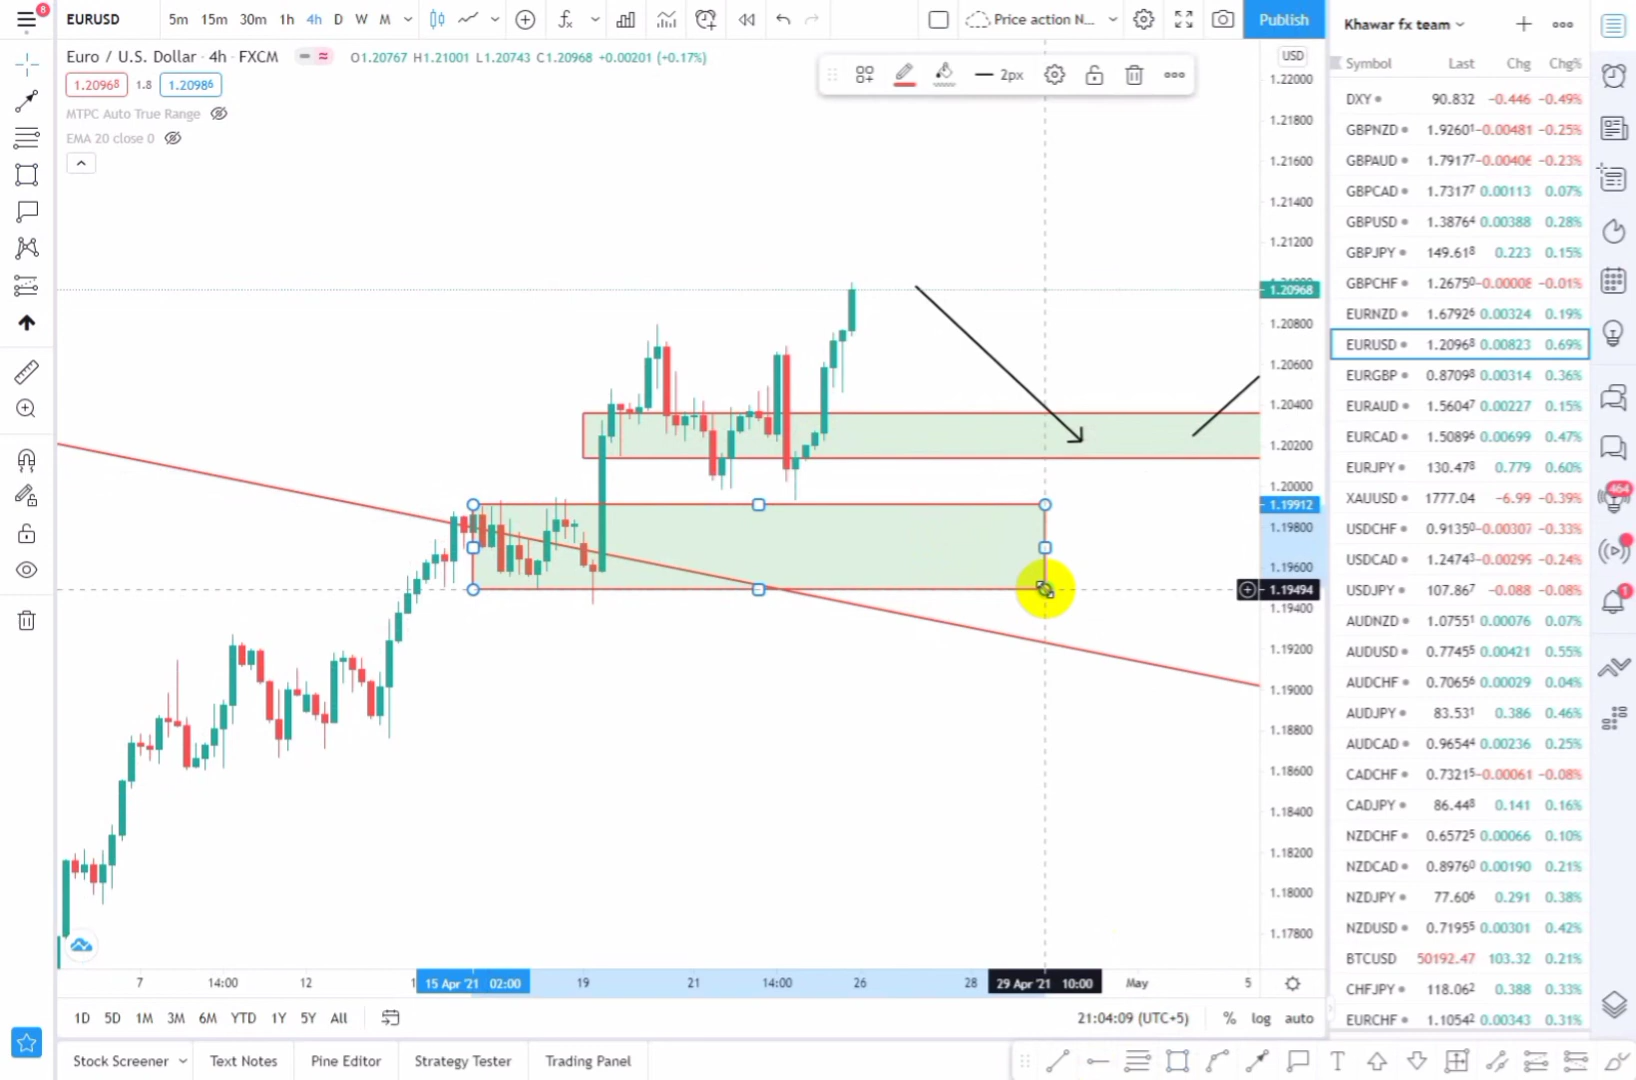 8
EURUSD 5m 15m 30m 1h 4h D W M Price action N... Publish Khawar fx team
Euro / U.S. Dollar · 4h · FXCM O1.20767 H1.21001 L1.20743 C1.20968 +0.00201 (+0.17%) USD
Symbol Last Chg Chg%
1.20968 1.8 1.20986
2px
MTPC Auto True Range
EMA 20 close 0
1.22000
1.21800
1.21600
1.21400
1.21200
1.20968
1.20800
1.20600
1.20400
1.20200
1.20000
1.19912
1.19800
1.19600
1.19494
1.19400
1.19200
1.19000
1.18800
1.18600
1.18400
1.18200
1.18000
1.17800
DXY 90.832 −0.446 −0.49%
GBPNZD 1.92601 −0.00481 −0.25%
GBPAUD 1.79177 −0.00406 −0.23%
GBPCAD 1.73177 0.00113 0.07%
GBPUSD 1.38764 0.00388 0.28%
GBPJPY 149.618 0.223 0.15%
GBPCHF 1.26750 −0.00008 −0.01%
EURNZD 1.67926 0.00324 0.19%
EURUSD 1.20968 0.00823 0.69%
EURGBP 0.87098 0.00314 0.36%
EURAUD 1.56047 0.00227 0.15%
EURCAD 1.50896 0.00699 0.47%
EURJPY 130.478 0.779 0.60%
XAUUSD 1777.04 −6.99 −0.39%
USDCHF 0.91350 −0.00307 −0.33%
USDCAD 1.24743 −0.00295 −0.24%
USDJPY 107.867 −0.088 −0.08%
AUDNZD 1.07551 0.00076 0.07%
AUDUSD 0.77455 0.00421 0.55%
AUDCHF 0.70656 0.00029 0.04%
AUDJPY 83.531 0.386 0.46%
AUDCAD 0.96544 0.00236 0.25%
CADCHF 0.73215 −0.00061 −0.08%
CADJPY 86.448 0.141 0.16%
NZDCHF 0.65725 0.00066 0.10%
NZDCAD 0.89760 0.00190 0.21%
NZDJPY 77.606 0.291 0.38%
NZDUSD 0.71955 0.00301 0.42%
BTCUSD 50192.47 103.32 0.21%
CHFJPY 118.062 0.388 0.33%
EURCHF 1.10542 0.00343 0.31%
464
1
7 14:00 12 1 15 Apr '21 02:00 19 21 14:00 26 28 29 Apr '21 10:00 May 5
1D 5D 1M 3M 6M YTD 1Y 5Y All 21:04:09 (UTC+5) % log auto
Stock Screener Text Notes Pine Editor Strategy Tester Trading Panel